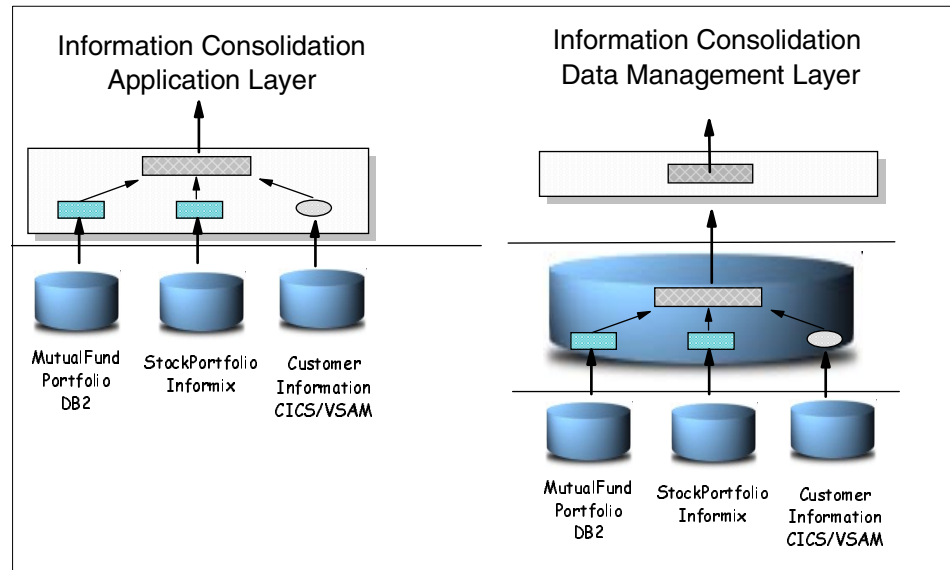 Information Consolidation
Application Layer
MutualFund
Portfolio
DB2
StockPortfolio
Informix
Customer
Information
CICS/VSAM
Information Consolidation
Data Management Layer
MutualFund
Portfolio
DB2
StockPortfolio
Informix
Customer
Information
CICS/VSAM